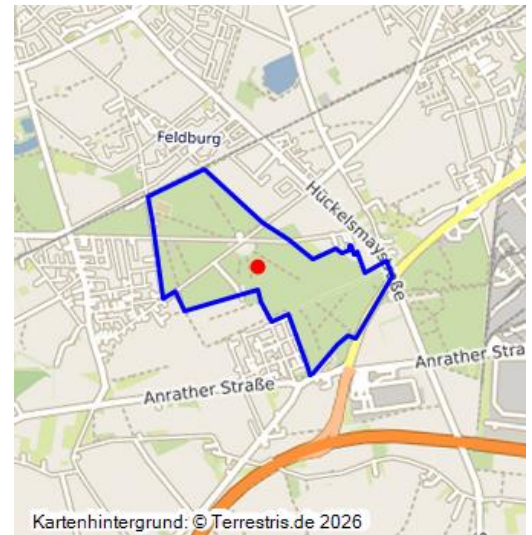 Feldburg
Hückelsmaystraße
Anrather Straße
Anrather Stra
Kartenhintergrund: © Terrestris.de 2026